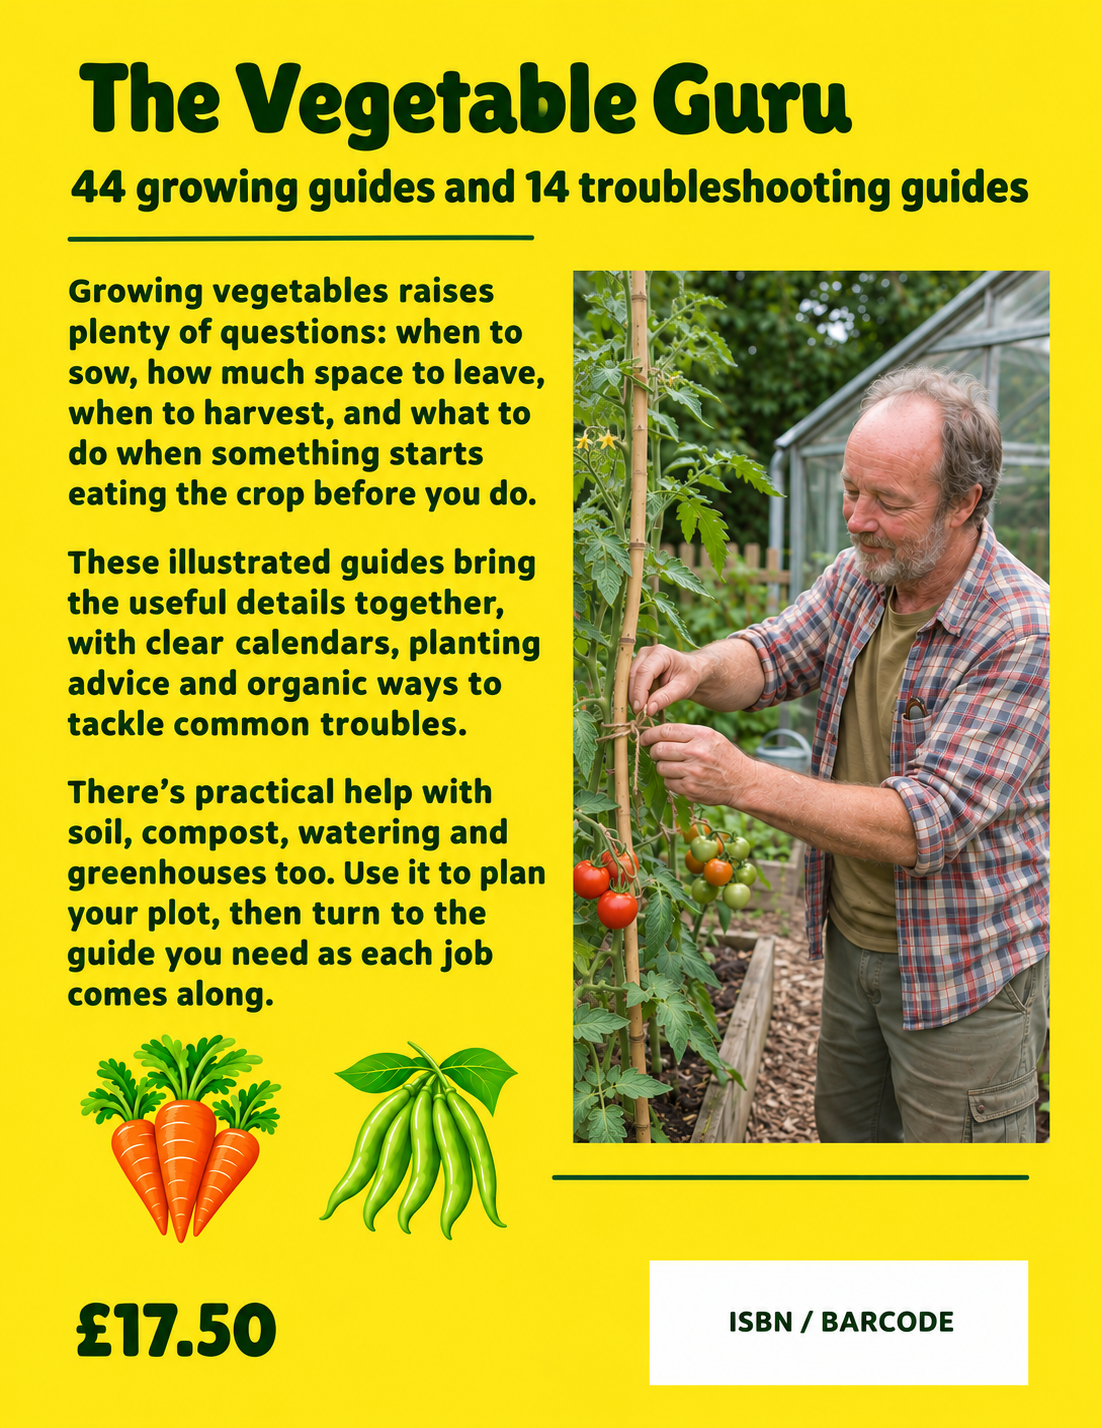 The Vegetable Guru
44 growing guides and 14 troubleshooting guides
Growing vegetables raises
plenty of questions: when to
sow, how much space to leave,
when to harvest, and what to
do when something starts
eating the crop before you do.
These illustrated guides bring
the useful details together,
with clear calendars, planting
advice and organic ways to
tackle common troubles.
There’s practical help with
soil, compost, watering and
greenhouses too. Use it to plan
your plot, then turn to the
guide you need as each job
comes along.
£17.50
ISBN / BARCODE